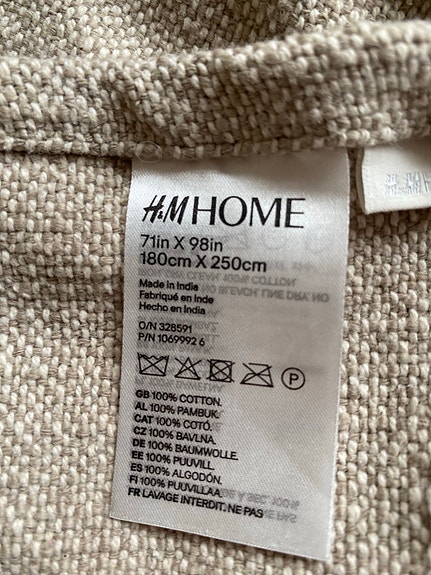 H&M HOME
71in X 98in
180cm X 250cm
Made in India
Fabriqué en Inde
Hecho en India
O/N 328591
P/N 1069992 6
P
GB 100% COTTON.
AL 100% PAMBUK.
CAT 100% COTÓ.
CZ 100% BAVLNA.
DE 100% BAUMWOLLE.
EE 100% PUUVILL.
ES 100% ALGODÓN.
FI 100% PUUVILLAA.
FR LAVAGE INTERDIT. NE PAS